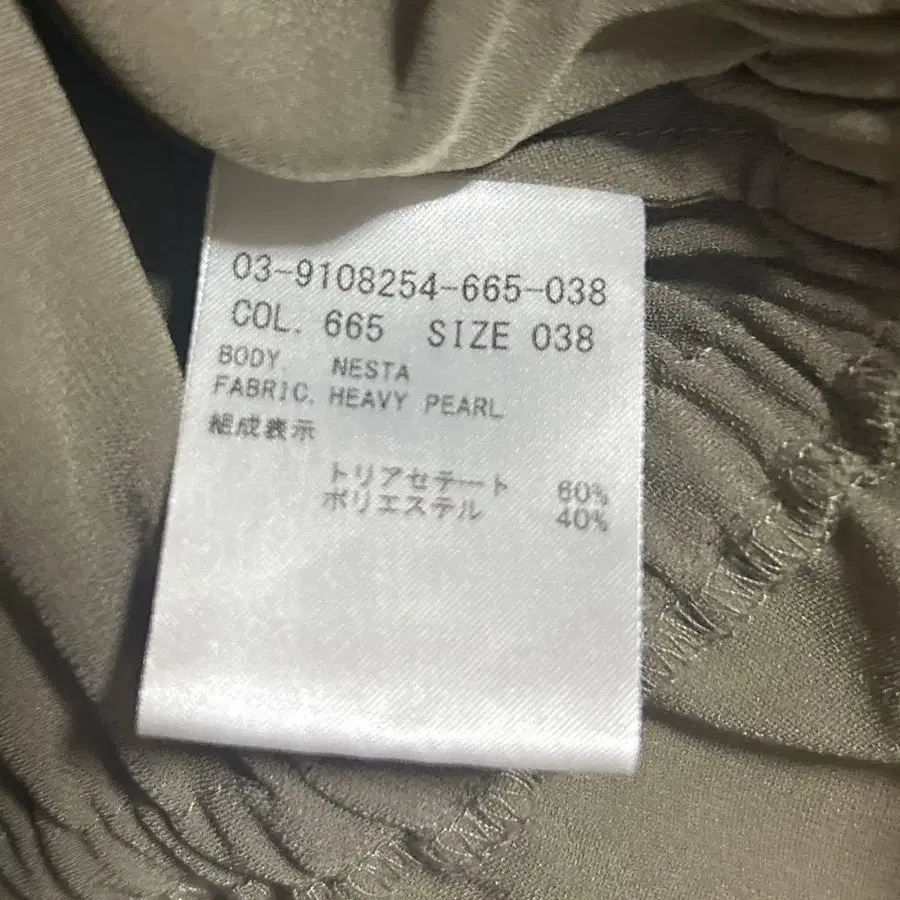 03-9108254-665-038
COL. 665 SIZE 038
BODY. NESTA
FABRIC. HEAVY PEARL
組成表示
トリアセテート 60%
ポリエステル 40%